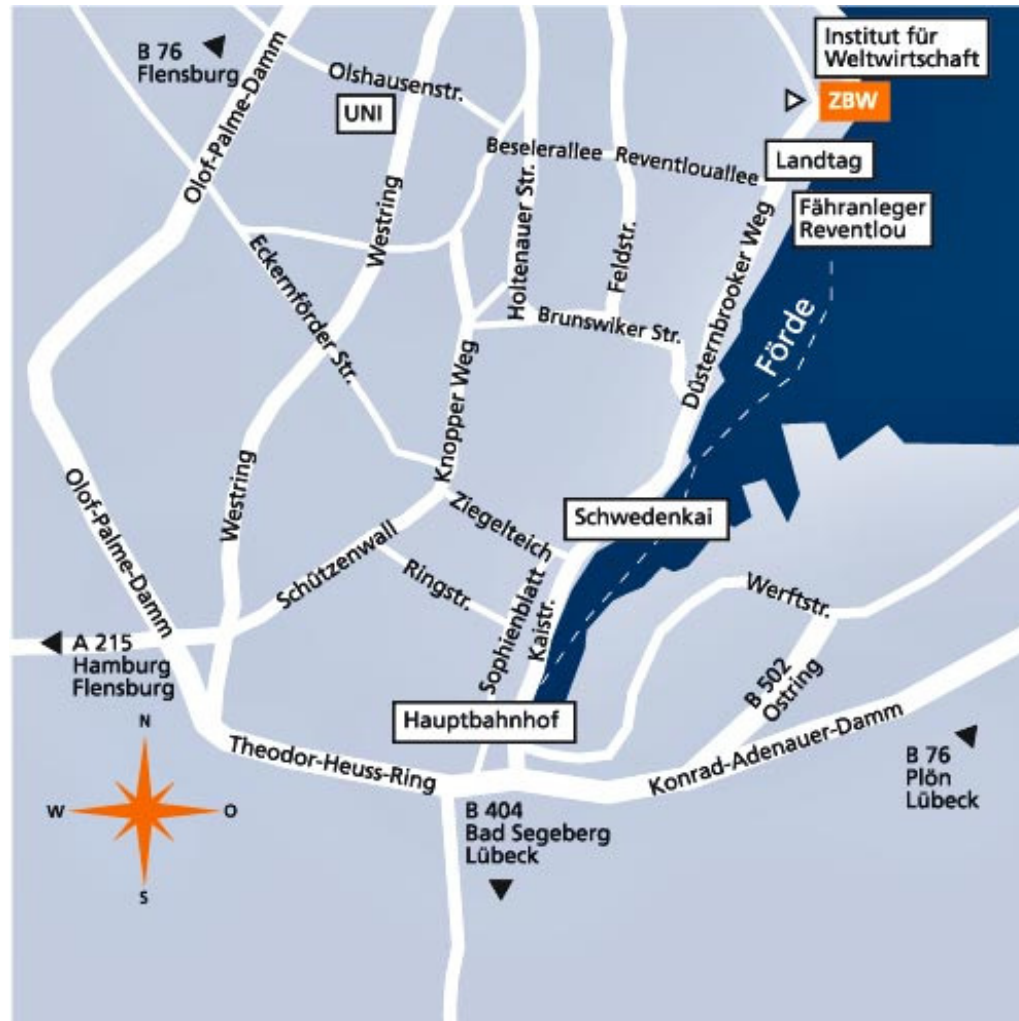 Institut für
Weltwirtschaft
ZBW
B 76
Flensburg
Olshausenstr.
UNI
Olof-Palme-Damm
Beselerallee
Reventlouallee
Landtag
Fähranleger
Reventlou
Westring
Holtenauer Str.
Feldstr.
Düsternbrooker Weg
Eckernförder Str.
Brunswiker Str.
Förde
Knopper Weg
Westring
Olof-Palme-Damm
Ziegelteich
Schwedenkai
Schützenwall
Ringstr.
Sophienblatt
Kaistr.
Werftstr.
A 215
Hamburg
Flensburg
B 502
Ostring
Hauptbahnhof
Theodor-Heuss-Ring
Konrad-Adenauer-Damm
B 76
Plön
Lübeck
B 404
Bad Segeberg
Lübeck
N
W
O
S